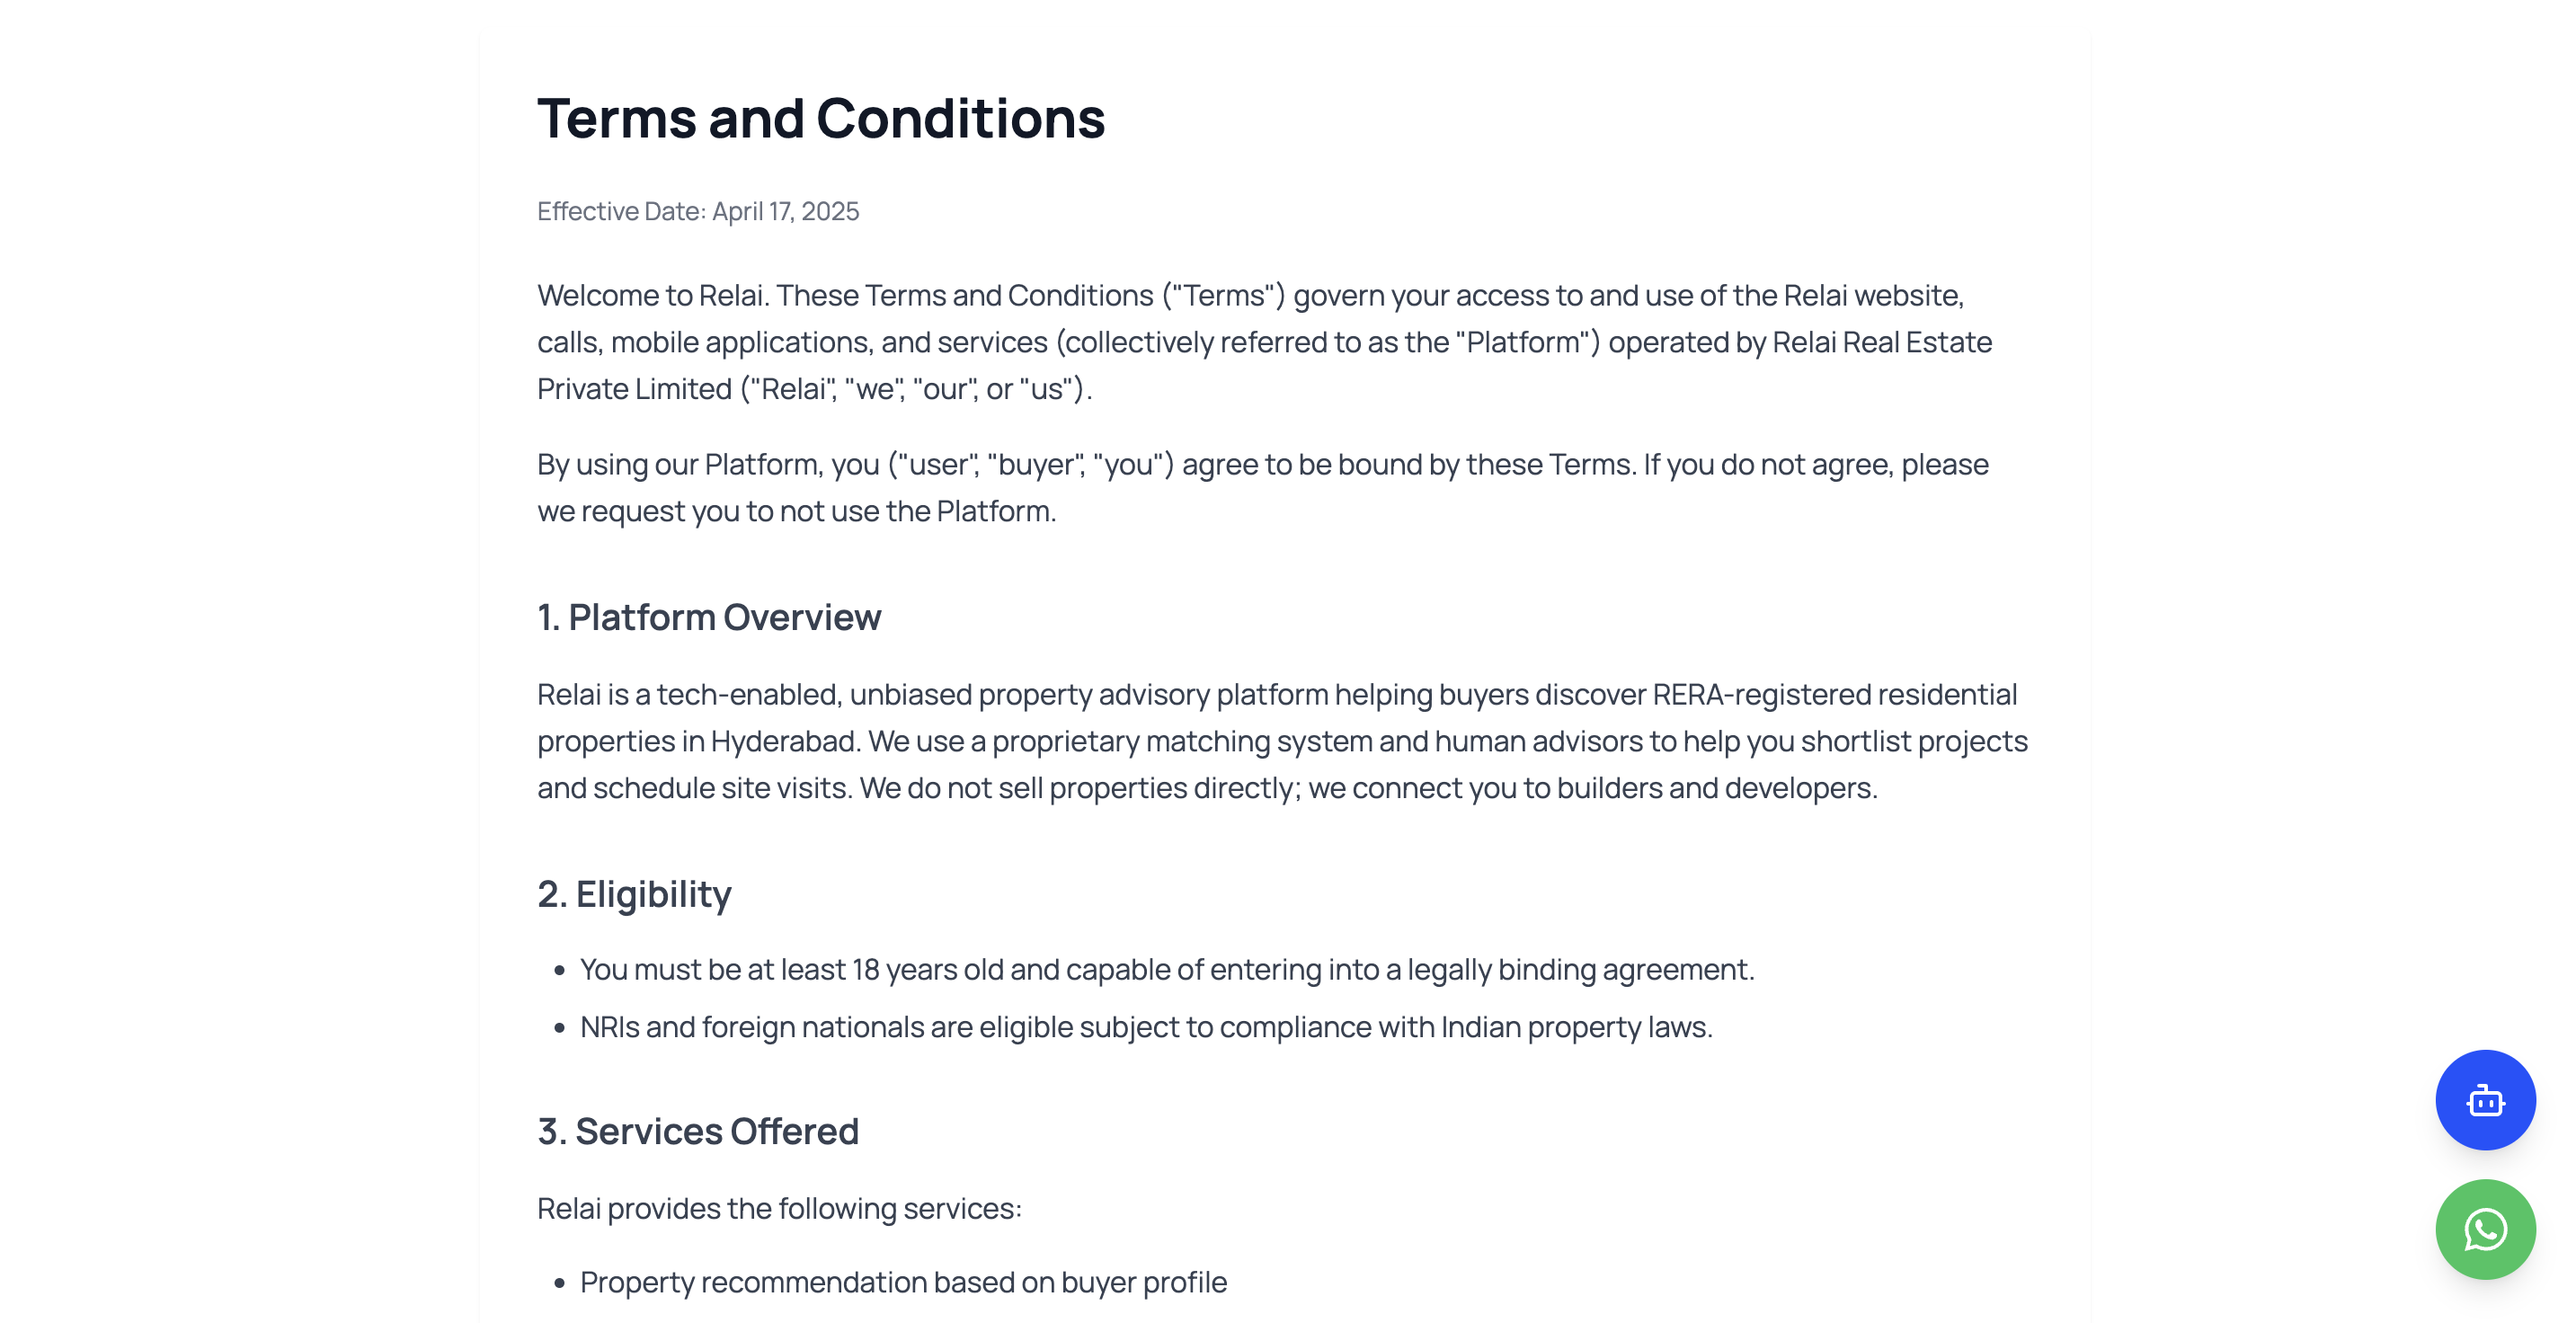 Terms and Conditions
Effective Date: April 17, 2025
Welcome to Relai. These Terms and Conditions ("Terms") govern your access to and use of the Relai website,
calls, mobile applications, and services (collectively referred to as the "Platform") operated by Relai Real Estate
Private Limited ("Relai", "we", "our", or "us").
By using our Platform, you ("user", "buyer", "you") agree to be bound by these Terms. If you do not agree, please
we request you to not use the Platform.
1. Platform Overview
Relai is a tech-enabled, unbiased property advisory platform helping buyers discover RERA-registered residential
properties in Hyderabad. We use a proprietary matching system and human advisors to help you shortlist projects
and schedule site visits. We do not sell properties directly; we connect you to builders and developers.
2. Eligibility
• You must be at least 18 years old and capable of entering into a legally binding agreement.
• NRIs and foreign nationals are eligible subject to compliance with Indian property laws.
3. Services Offered
Relai provides the following services:
• Property recommendation based on buyer profile